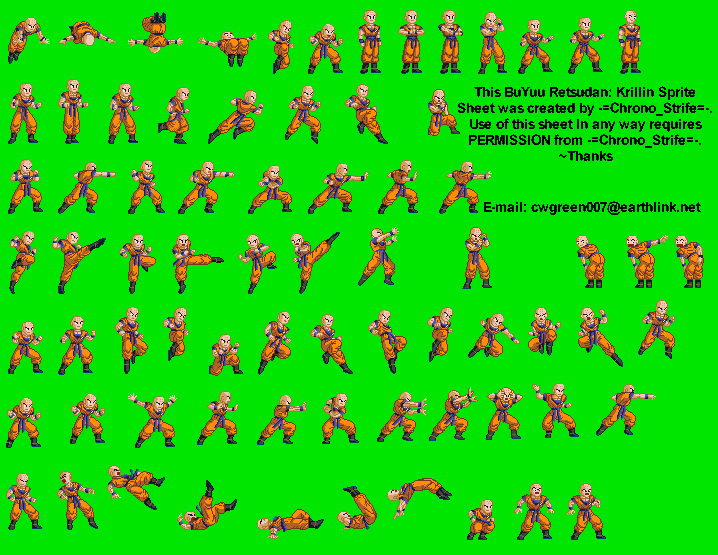 This BuYuu Retsudan: Krillin Sprite
Sheet was created by -=Chrono_Strife=-.
Use of this sheet in any way requires
PERMISSION from -=Chrono_Strife=-.
~Thanks
E-mail: cwgreen007@earthlink.net